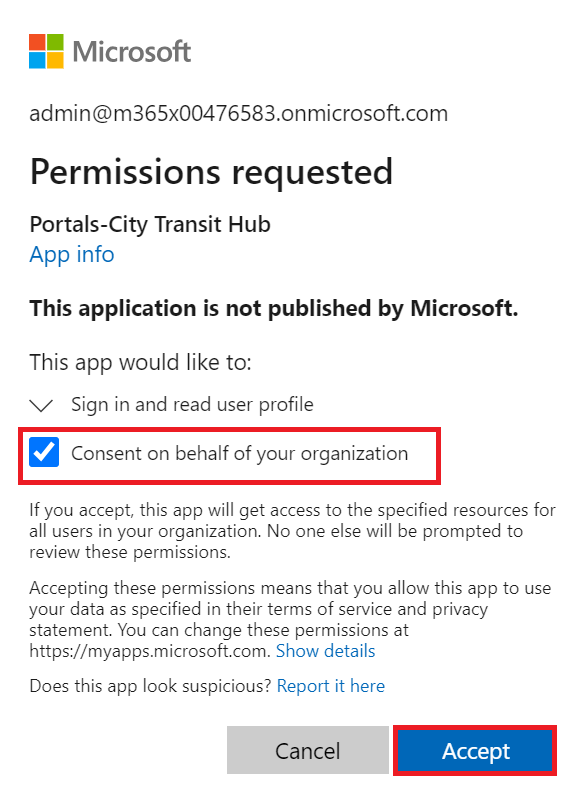 Microsoft
admin@m365x00476583.onmicrosoft.com
Permissions requested
Portals-City Transit Hub
App info
This application is not published by Microsoft.
This app would like to:
Sign in and read user profile
Consent on behalf of your organization
If you accept, this app will get access to the specified resources for
all users in your organization. No one else will be prompted to
review these permissions.
Accepting these permissions means that you allow this app to use
your data as specified in their terms of service and privacy
statement. You can change these permissions at
https://myapps.microsoft.com. Show details
Does this app look suspicious? Report it here
Cancel Accept